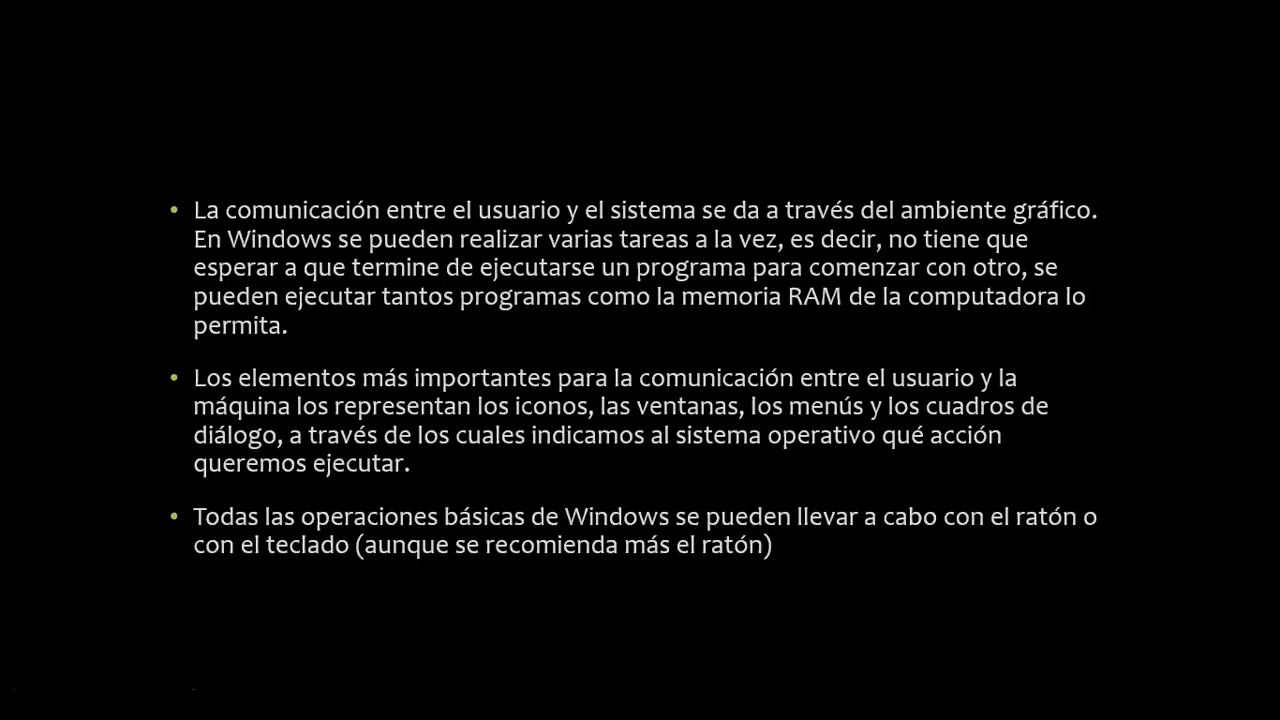 • La comunicación entre el usuario y el sistema se da a través del ambiente gráfico.
En Windows se pueden realizar varias tareas a la vez, es decir, no tiene que
esperar a que termine de ejecutarse un programa para comenzar con otro, se
pueden ejecutar tantos programas como la memoria RAM de la computadora lo
permita.
• Los elementos más importantes para la comunicación entre el usuario y la
máquina los representan los iconos, las ventanas, los menús y los cuadros de
diálogo, a través de los cuales indicamos al sistema operativo qué acción
queremos ejecutar.
• Todas las operaciones básicas de Windows se pueden llevar a cabo con el ratón o
con el teclado (aunque se recomienda más el ratón)